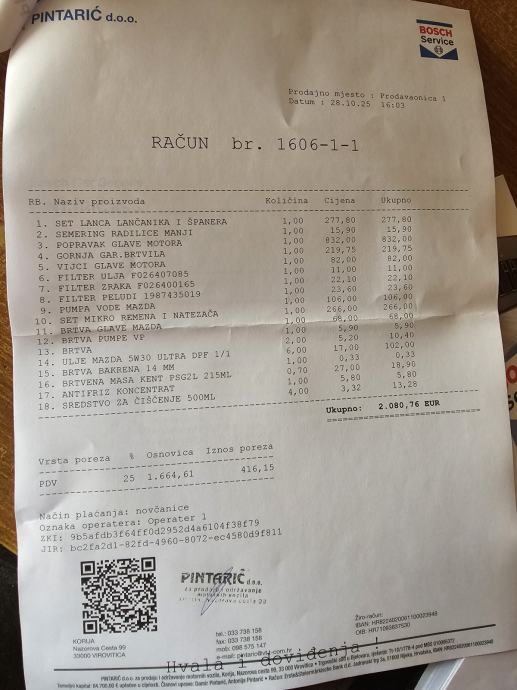 PINTARIĆ d.o.o.
BOSCH
Service
Prodajno mjesto : Prodavaonica 1
Datum : 28.10.25 16:03
RAČUN br. 1606-1-1
RB. Naziv proizvoda Količina Cijena Ukupno
1. SET LANCA LANČANIKA I ŠPANERA 1,00 277,80 277,80
2. SEMERING RADILICE MANJI 1,00 15,90 15,90
3. POPRAVAK GLAVE MOTORA 1,00 832,00 832,00
4. GORNJA GAR.BRTVILA 1,00 219,75 219,75
5. VIJCI GLAVE MOTORA 1,00 82,00 82,00
6. FILTER ULJA F026407085 1,00 11,00 11,00
7. FILTER ZRAKA F026400165 1,00 22,10 22,10
8. FILTER PELUDI 1987435019 1,00 23,60 23,60
9. PUMPA VODE MAZDA 1,00 106,00 106,00
10. SET MIKRO REMENA I NATEZAČA 1,00 266,00 266,00
11. BRTVA GLAVE MAZDA 1,00 68,00 68,00
12. BRTVA PUMPE VP 1,00 5,90 5,90
13. BRTVA 2,00 5,20 10,40
14. ULJE MAZDA 5W30 ULTRA DPF 1/1 6,00 17,00 102,00
15. BRTVA BAKRENA 14 MM 1,00 0,33 0,33
16. BRTVENA MASA KENT PSG2L 215ML 0,70 27,00 18,90
17. ANTIFRIZ KONCENTRAT 1,00 5,80 5,80
18. SREDSTVO ZA ČIŠĆENJE 500ML 4,00 3,32 13,28
Ukupno: 2.080,76 EUR
Vrsta poreza % Osnovica Iznos poreza
PDV 25 1.664,61 416,15
Način plaćanja: novčanice
Oznaka operatera: Operater 1
ZKI: 9b5afdb3f64ff0d2952d4a6104f38f79
JIR: bc2fa2d1-82fd-4960-8072-ec4580d9f811
PINTARIĆ d.o.o.
za prodaju i održavanje
motornih vozila
KORIJA
Nazorova Cesta 99
33000 VIROVITICA
tel.: 033 738 158
fax: 033 738 158
mob: 098 575 147
Žiro-račun:
Hvala i doviđenja !